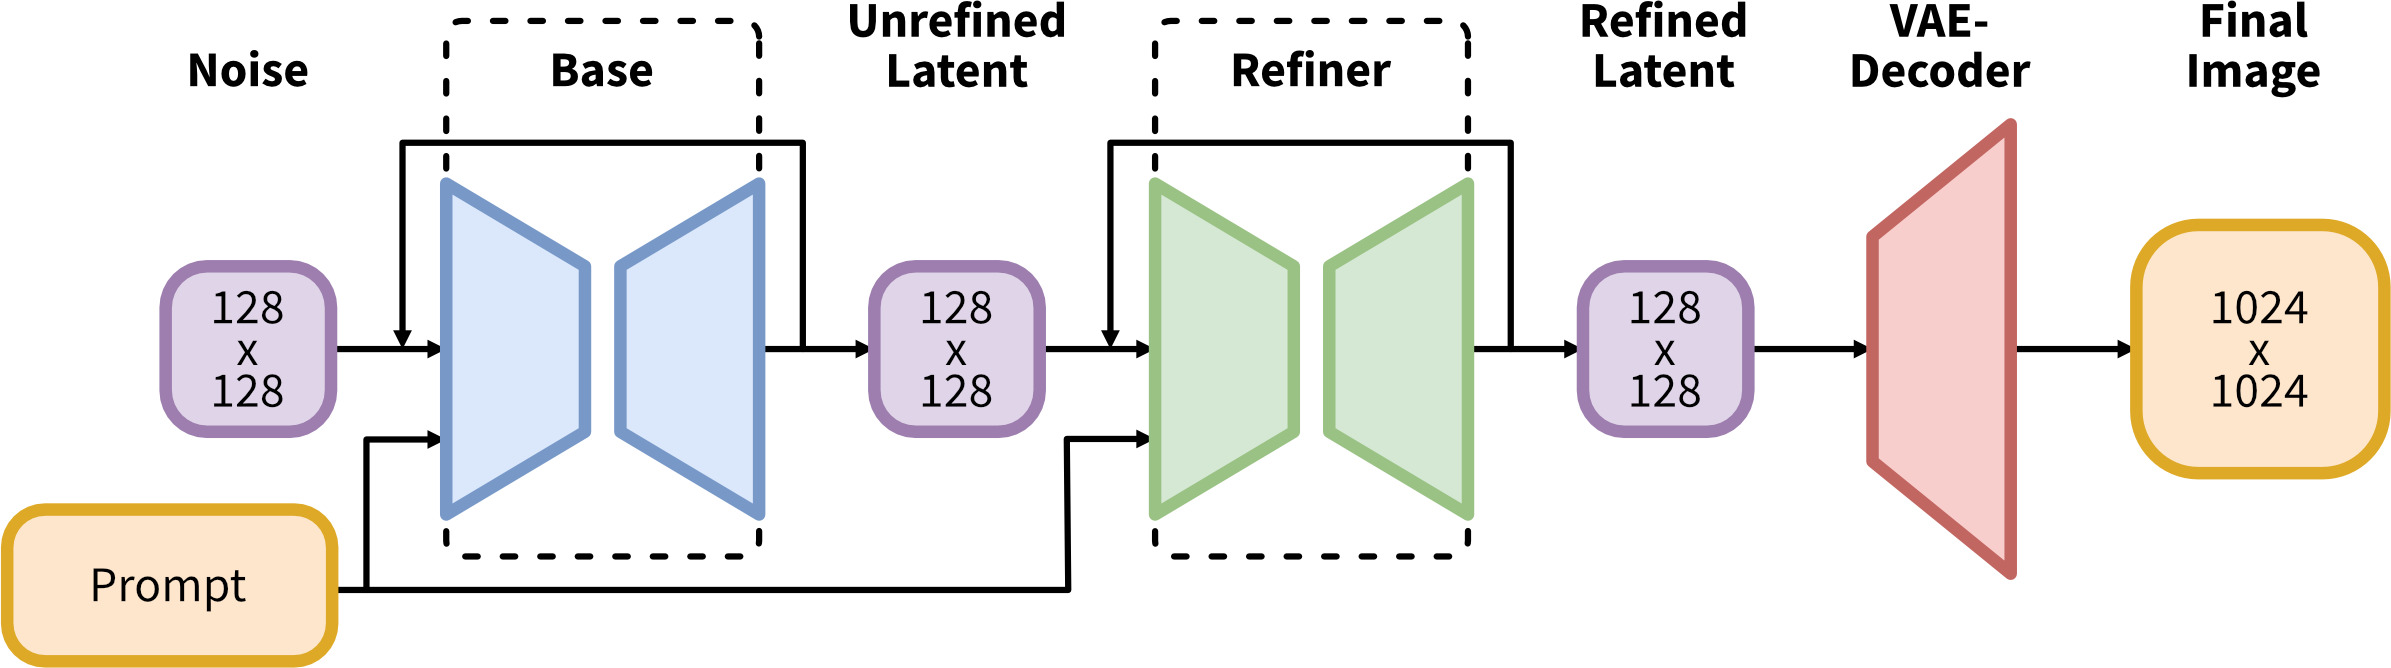 Noise
Base
Unrefined
Latent
Refiner
Refined
Latent
VAE-
Decoder
Final
Image
128
x
128
128
x
128
128
x
128
1024
x
1024
Prompt